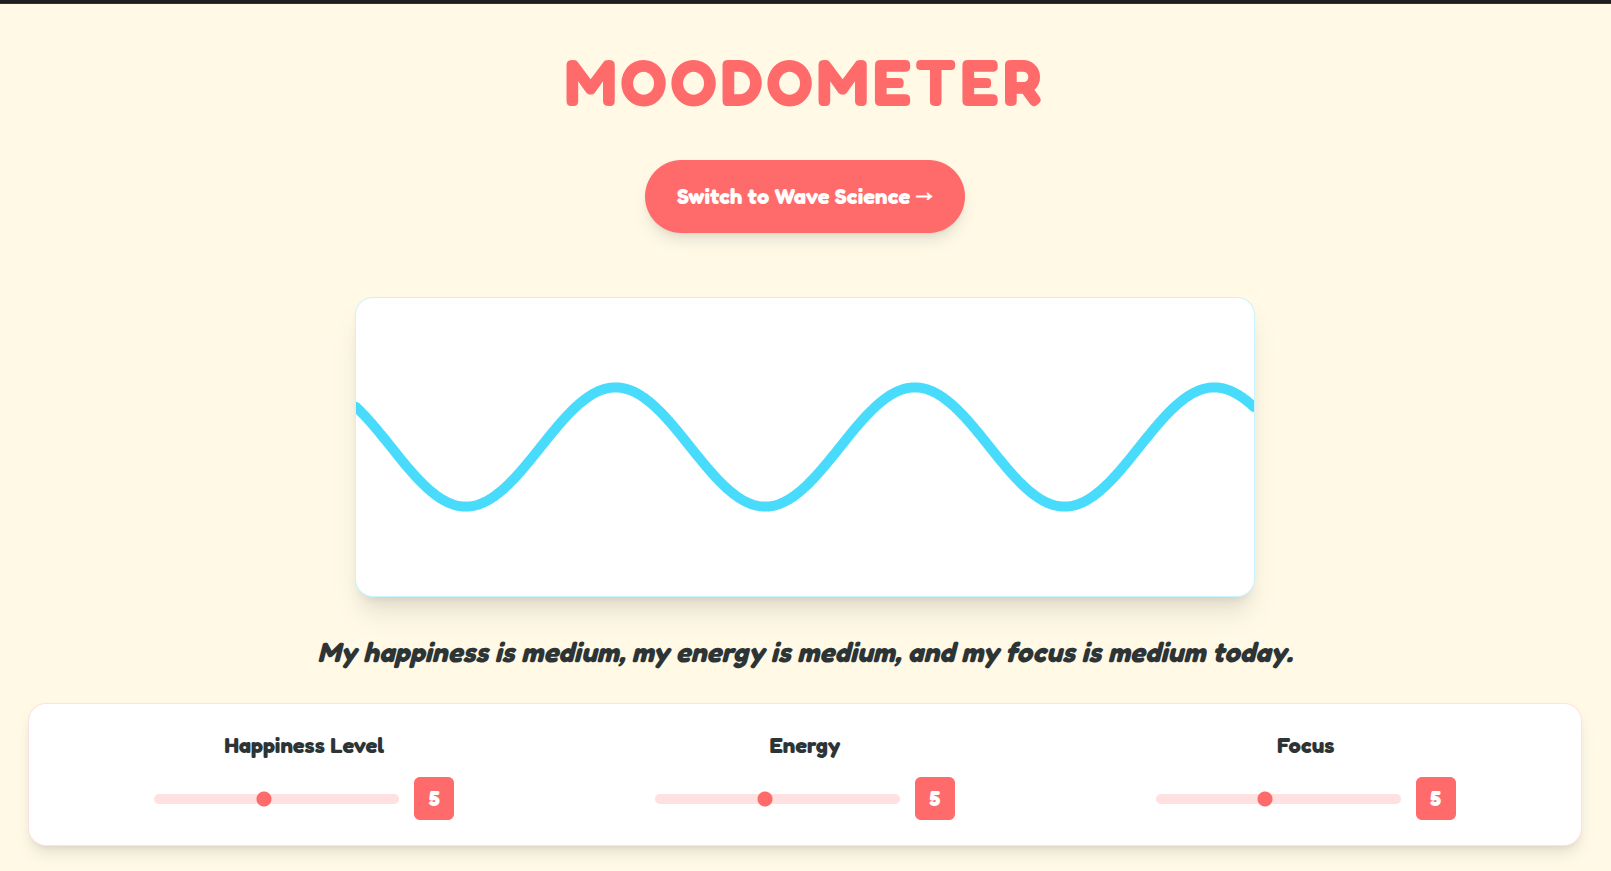 MOODOMETER
Switch to Wave Science →
My happiness is medium, my energy is medium, and my focus is medium today.
Happiness Level
5
Energy
5
Focus
5